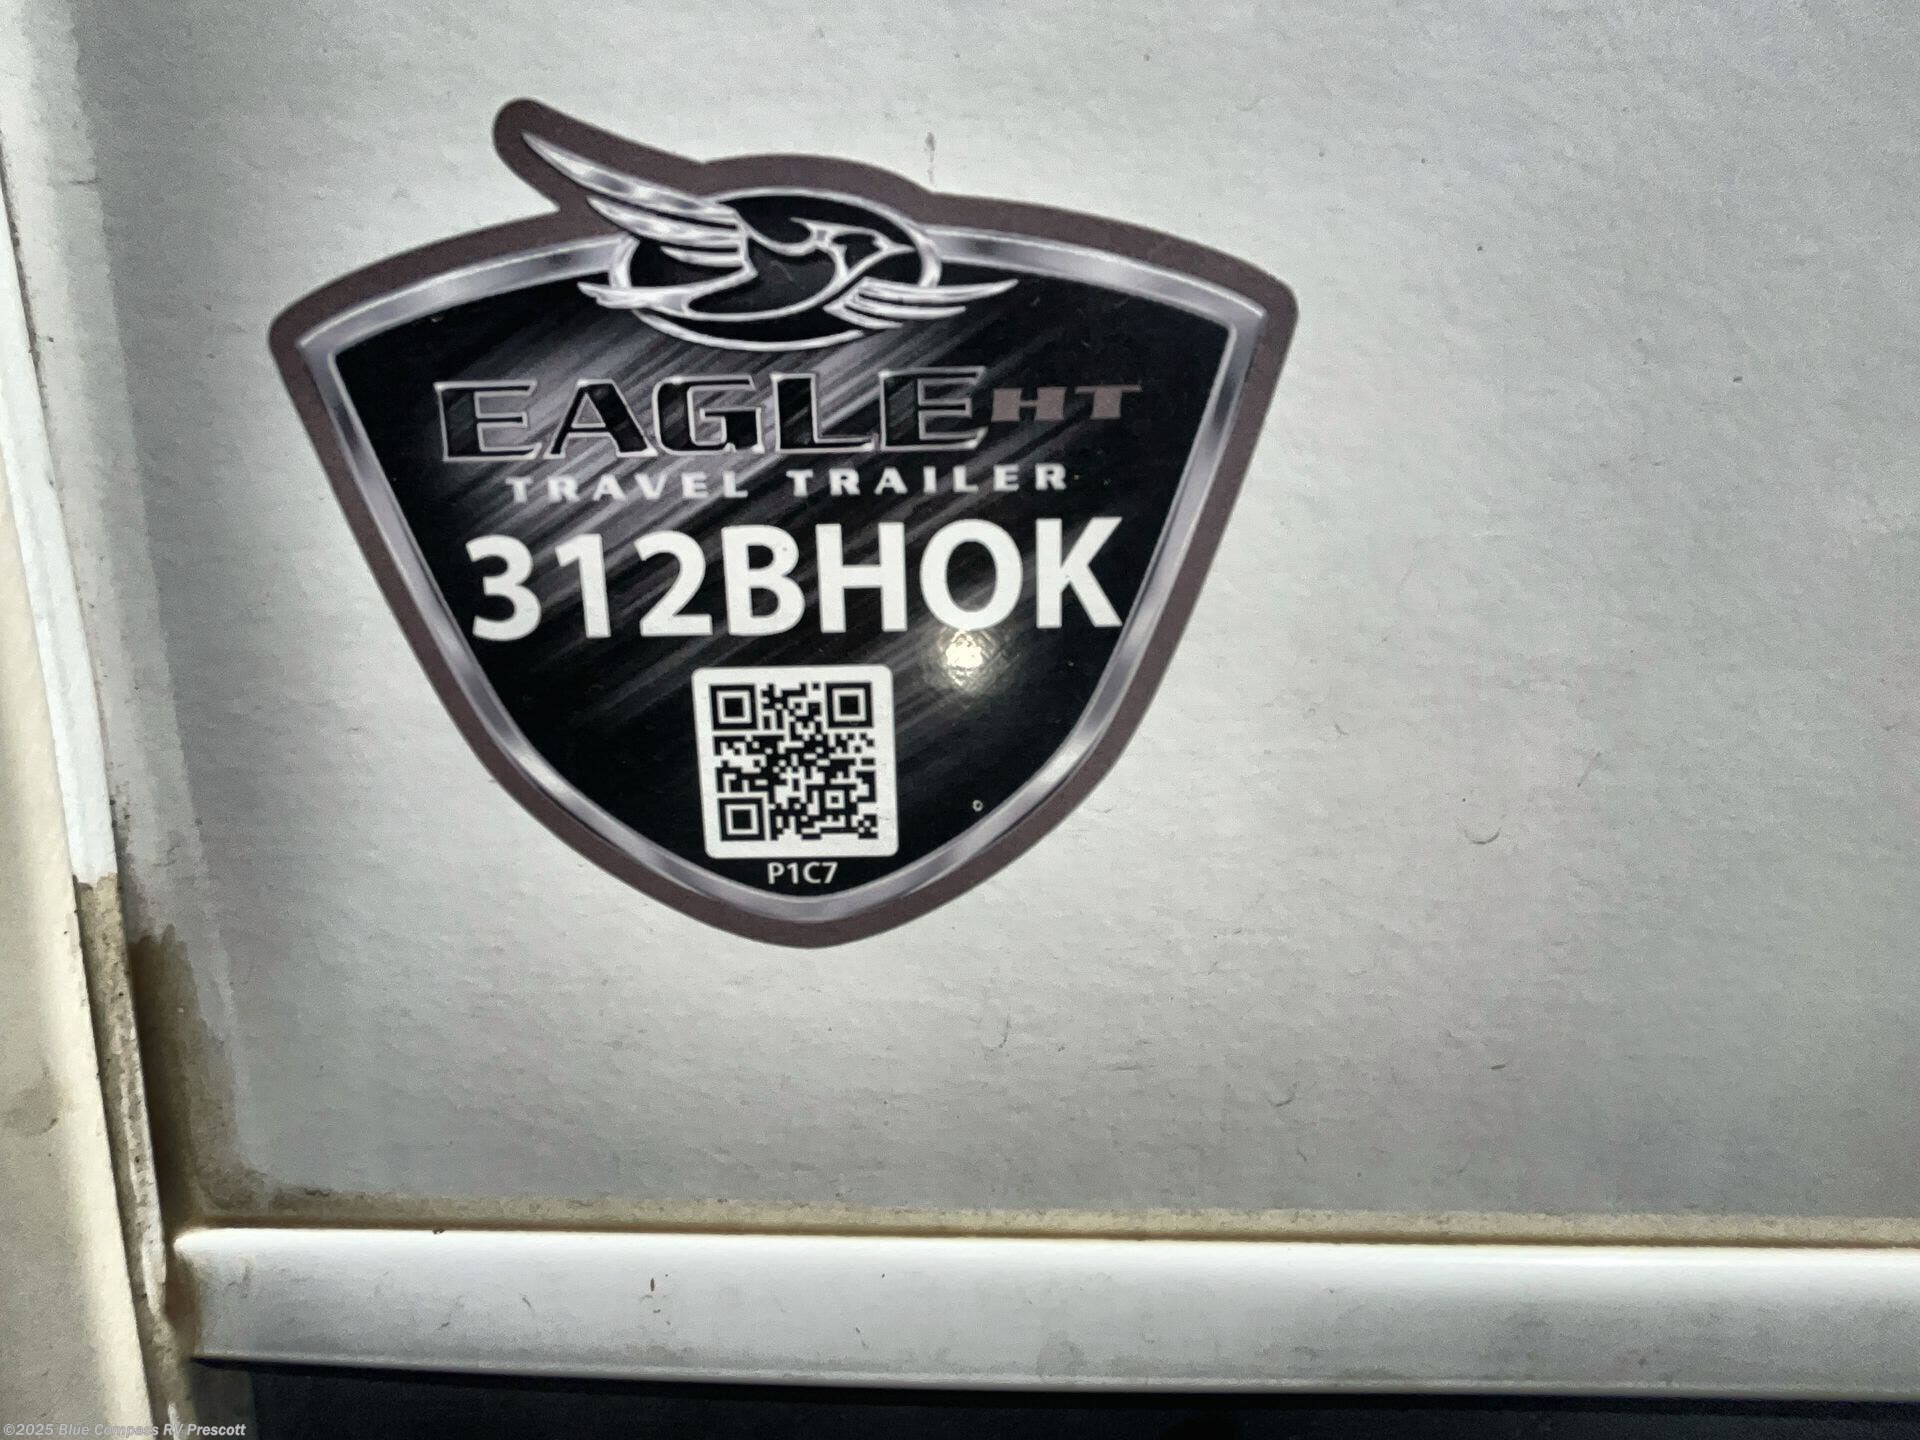 EAGLE HT
TRAVEL TRAILER
312BHOK
P1C7
©2025 Blue Compass RV Prescott